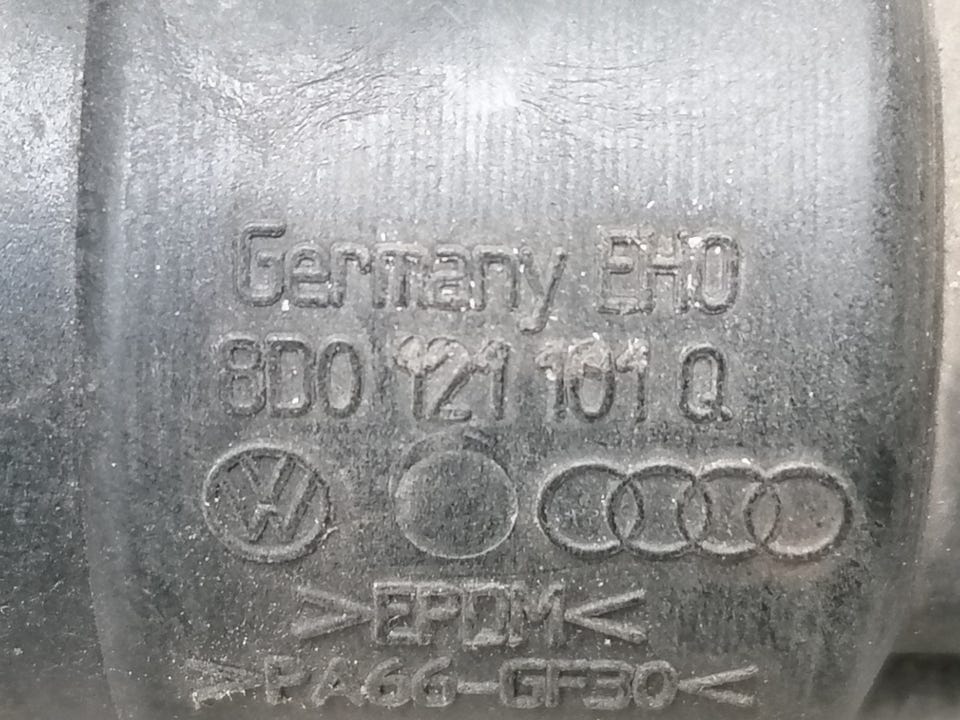 Germany EHO
8D0 121 101 Q
>EPDM<
>PA66-GF30<